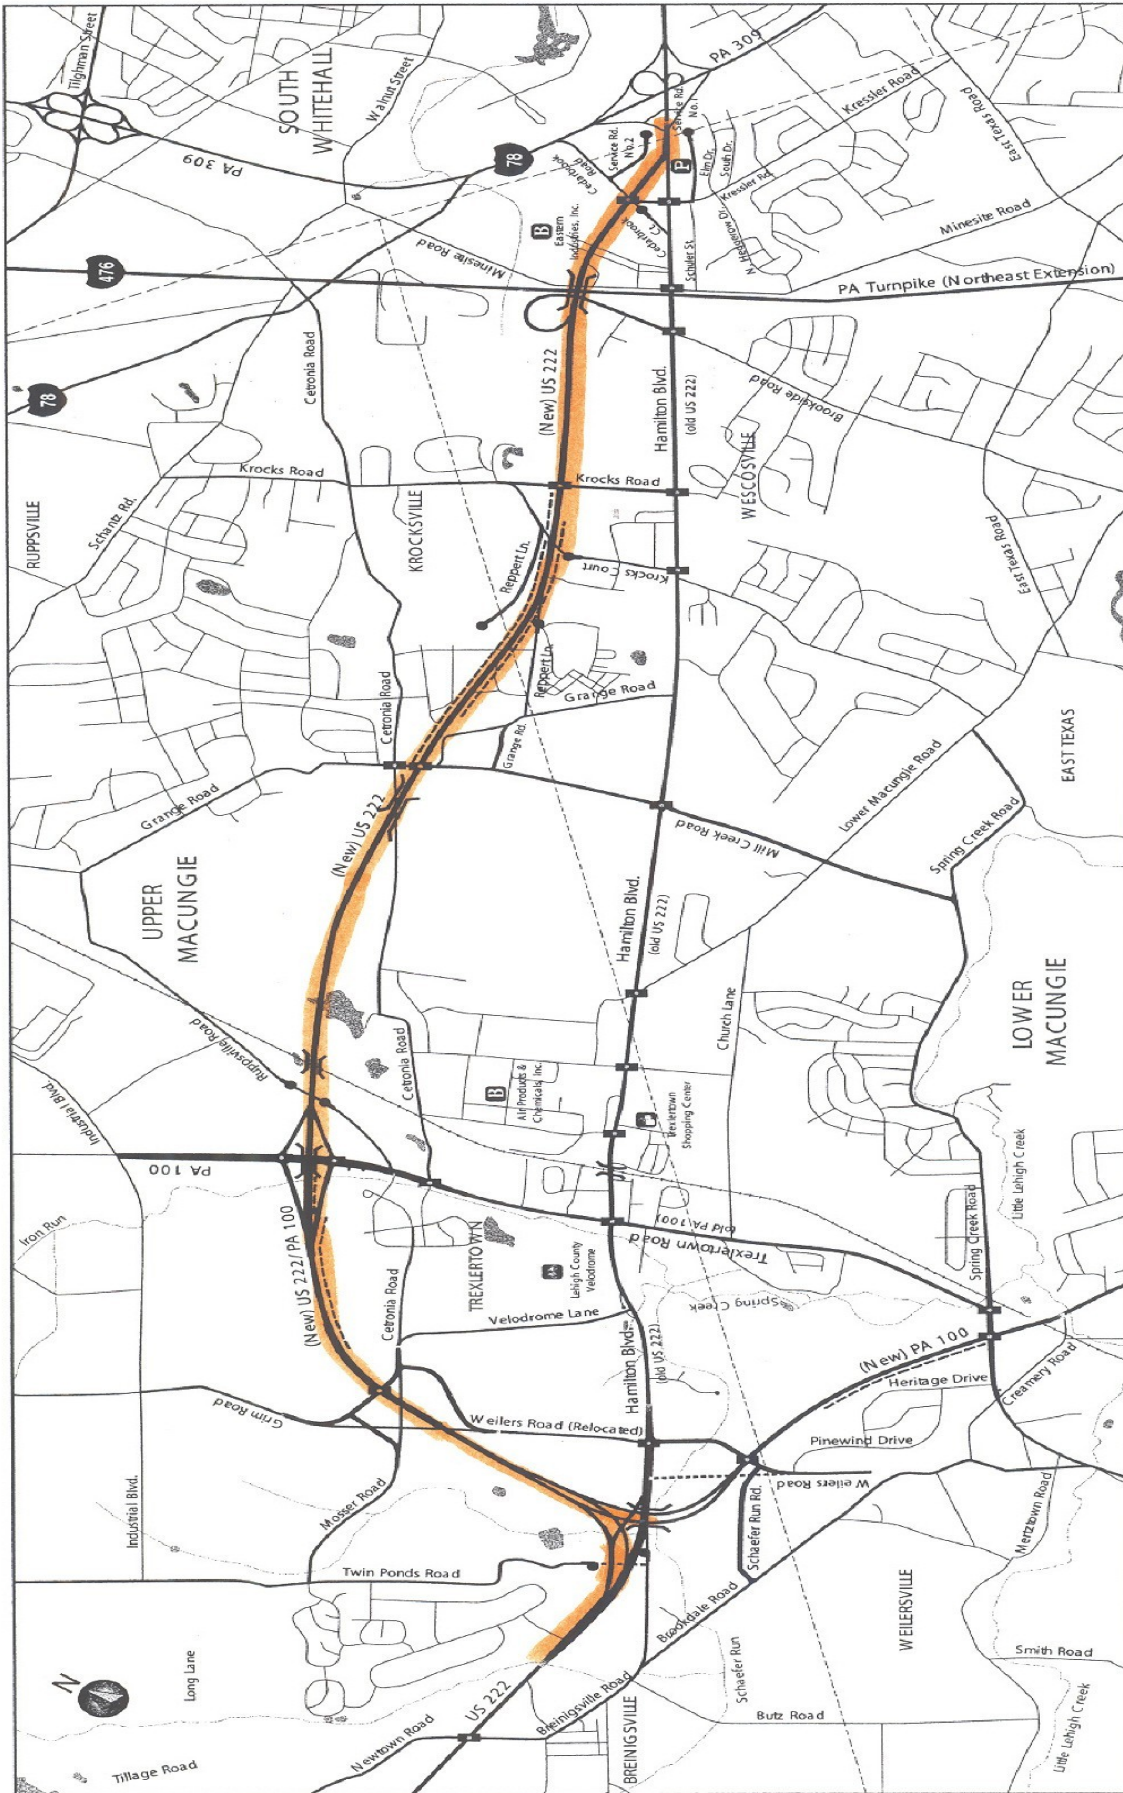 Tilghman Street
SOUTH
WHITEHALL
Walnut Street
PA 309
PA 309
78
Kressler Road
East Texas Road
Service Rd.
No.1
Service Rd.
No.2
Cedarbrook
Road
P
Elm Dr.
South Dr.
Kressler Rd.
B
Eastern
Industries, Inc.
Cedarbrook
Ct.
N Hedgerow Dr.
Schuler St.
Minesite Road
Minesite Road
476
PA Turnpike (Northeast Extension)
78
Cetronia Road
(New) US 222
Hamilton Blvd.
(old US 222)
Brookside Road
RUPPSVILLE
Schantz Rd.
Krocks Road
KROCKSVILLE
Krocks Road
WESCOSVILLE
Reppert Ln.
Krocks Court
East Texas Road
Reppert Ln.
Grange Road
Cetronia Road
Grange Rd.
EAST TEXAS
Grange Road
(New) US 222
Lower Macungie Road
Mill Creek Road
Spring Creek Road
UPPER
MACUNGIE
Hamilton Blvd.
(old US 222)
Ruppsville Road
Church Lane
LOWER
MACUNGIE
Industrial Blvd
Cetronia Road
B
Air Products &
Chemicals, Inc.
Trexlertown
Shopping Center
PA 100
Iron Run
(old PA 100)
Trexlertown Road
Spring Creek Road
Little Lehigh Creek
(New) US 222/PA 100
TREXLERTOWN
Lehigh County
Velodrome
Cetronia Road
Velodrome Lane
Spring Creek
Hamilton Blvd.
(old US 222)
(New) PA 100
Heritage Drive
Creamery Road
Grim Road
Weilers Road (Relocated)
Pinewind Drive
Weilers Road
Industrial Blvd.
Mosser Road
Schaefer Run Rd.
Mertztown Road
Twin Ponds Road
Brookdale Road
WEILERSVILLE
N
Long Lane
Schaefer Run
Smith Road
US 222
Breinigsville Road
Newtown Road
BREINIGSVILLE
Butz Road
Little Lehigh Creek
Tillage Road